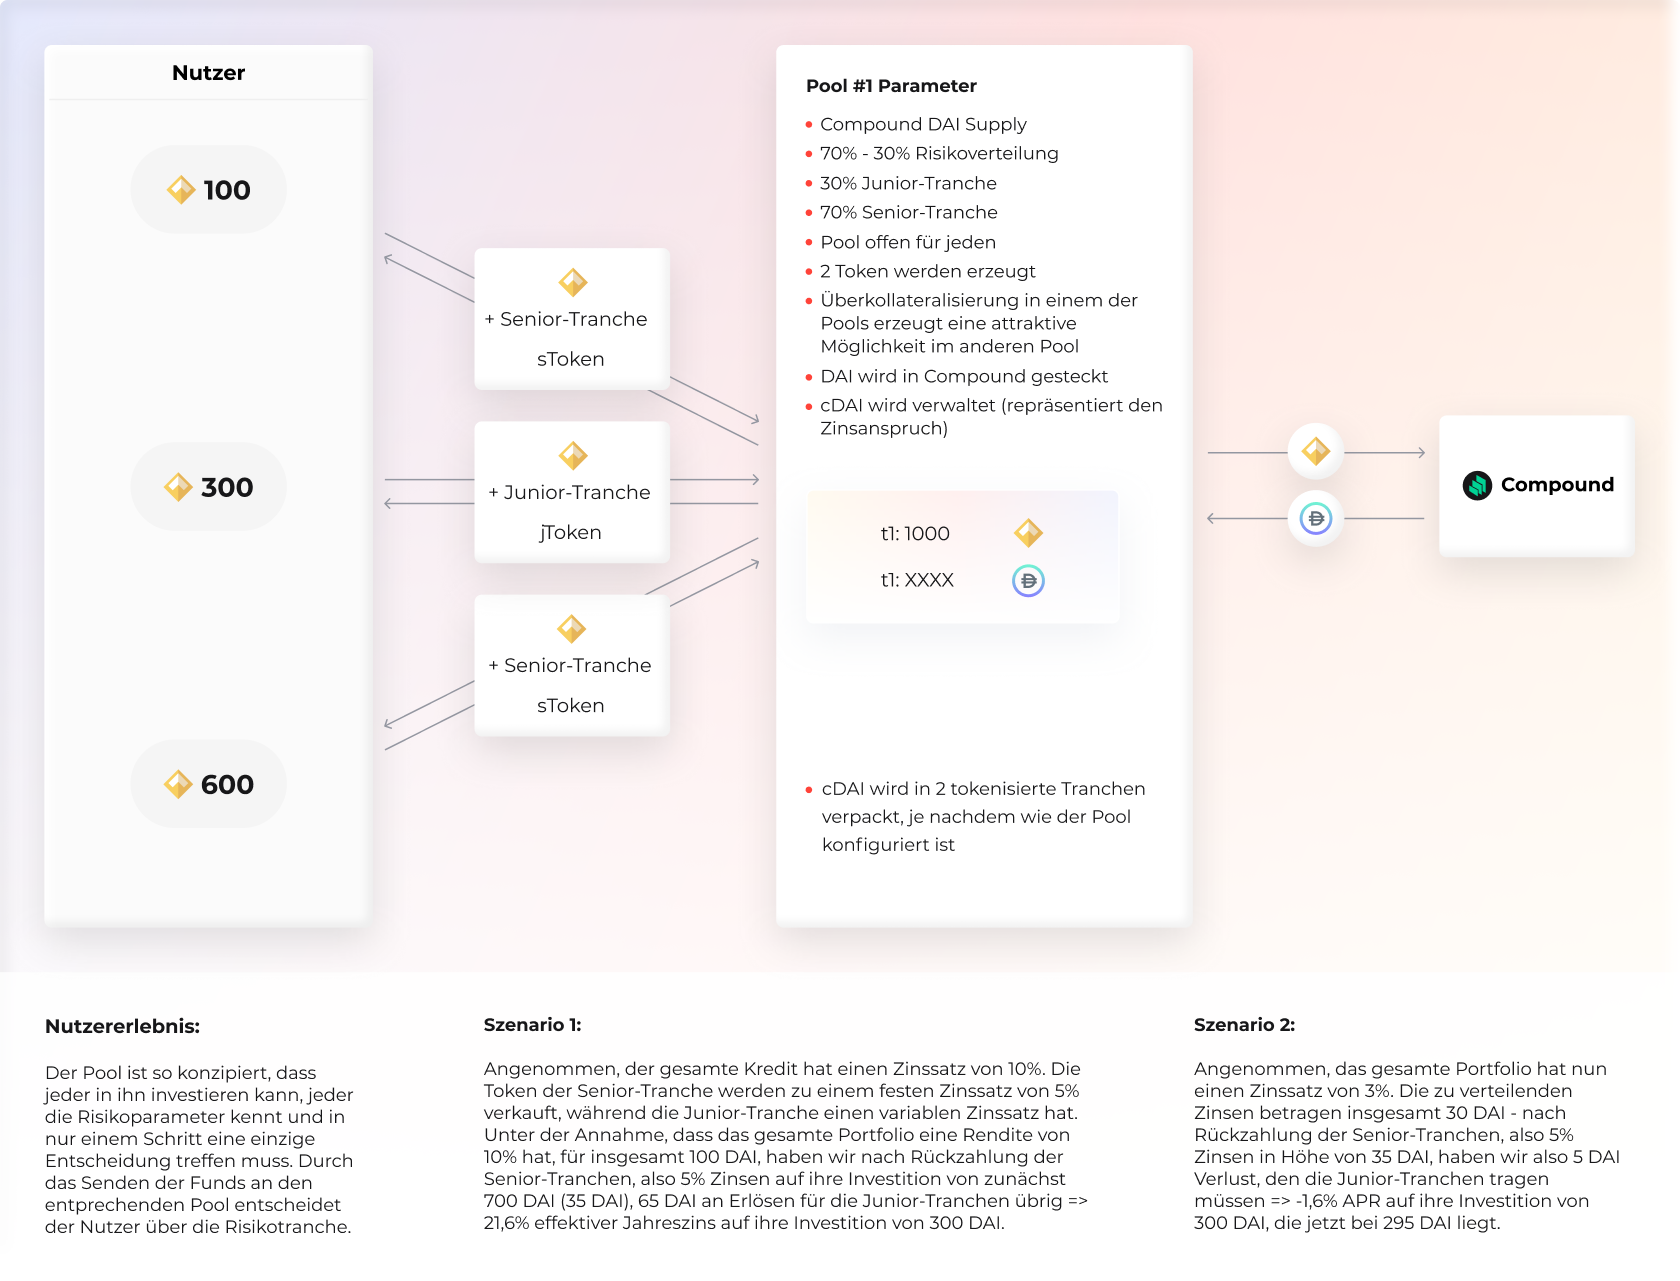 Nutzer
100
300
600
+ Senior-Tranche
sToken
+ Junior-Tranche
jToken
+ Senior-Tranche
sToken
Pool #1 Parameter
Compound DAI Supply
70% - 30% Risikoverteilung
30% Junior-Tranche
70% Senior-Tranche
Pool offen für jeden
2 Token werden erzeugt
Überkollateralisierung in einem der
Pools erzeugt eine attraktive
Möglichkeit im anderen Pool
DAI wird in Compound gesteckt
cDAI wird verwaltet (repräsentiert den
Zinsanspruch)
t1: 1000
t1: XXXX
cDAI wird in 2 tokenisierte Tranchen
verpackt, je nachdem wie der Pool
konfiguriert ist
Compound
Nutzererlebnis:
Der Pool ist so konzipiert, dass
jeder in ihn investieren kann, jeder
die Risikoparameter kennt und in
nur einem Schritt eine einzige
Entscheidung treffen muss. Durch
das Senden der Funds an den
entprechenden Pool entscheidet
der Nutzer über die Risikotranche.
Szenario 1:
Angenommen, der gesamte Kredit hat einen Zinssatz von 10%. Die
Token der Senior-Tranche werden zu einem festen Zinssatz von 5%
verkauft, während die Junior-Tranche einen variablen Zinssatz hat.
Unter der Annahme, dass das gesamte Portfolio eine Rendite von
10% hat, für insgesamt 100 DAI, haben wir nach Rückzahlung der
Senior-Tranchen, also 5% Zinsen auf ihre Investition von zunächst
700 DAI (35 DAI), 65 DAI an Erlösen für die Junior-Tranchen übrig =>
21,6% effektiver Jahreszins auf ihre Investition von 300 DAI.
Szenario 2:
Angenommen, das gesamte Portfolio hat nun
einen Zinssatz von 3%. Die zu verteilenden
Zinsen betragen insgesamt 30 DAI - nach
Rückzahlung der Senior-Tranchen, also 5%
Zinsen in Höhe von 35 DAI, haben wir also 5 DAI
Verlust, den die Junior-Tranchen tragen
müssen => -1,6% APR auf ihre Investition von
300 DAI, die jetzt bei 295 DAI liegt.